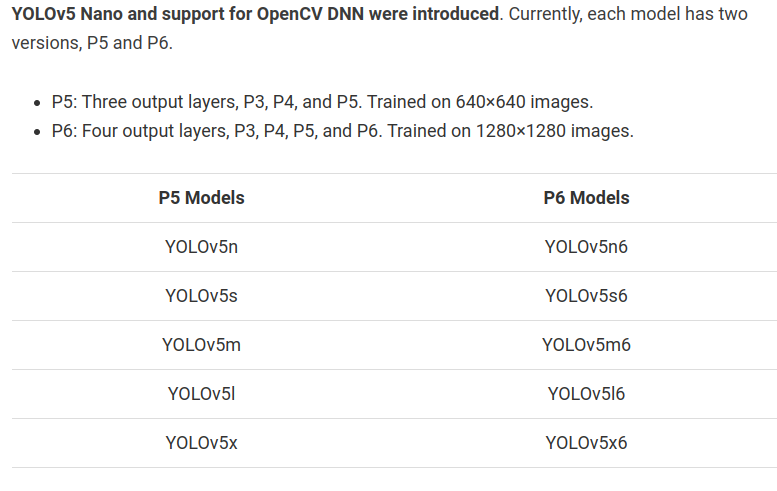 YOLOv5 Nano and support for OpenCV DNN were introduced. Currently, each model has two
versions, P5 and P6.
• P5: Three output layers, P3, P4, and P5. Trained on 640×640 images.
• P6: Four output layers, P3, P4, P5, and P6. Trained on 1280×1280 images.
P5 Models P6 Models
YOLOv5n YOLOv5n6
YOLOv5s YOLOv5s6
YOLOv5m YOLOv5m6
YOLOv5l YOLOv5l6
YOLOv5x YOLOv5x6